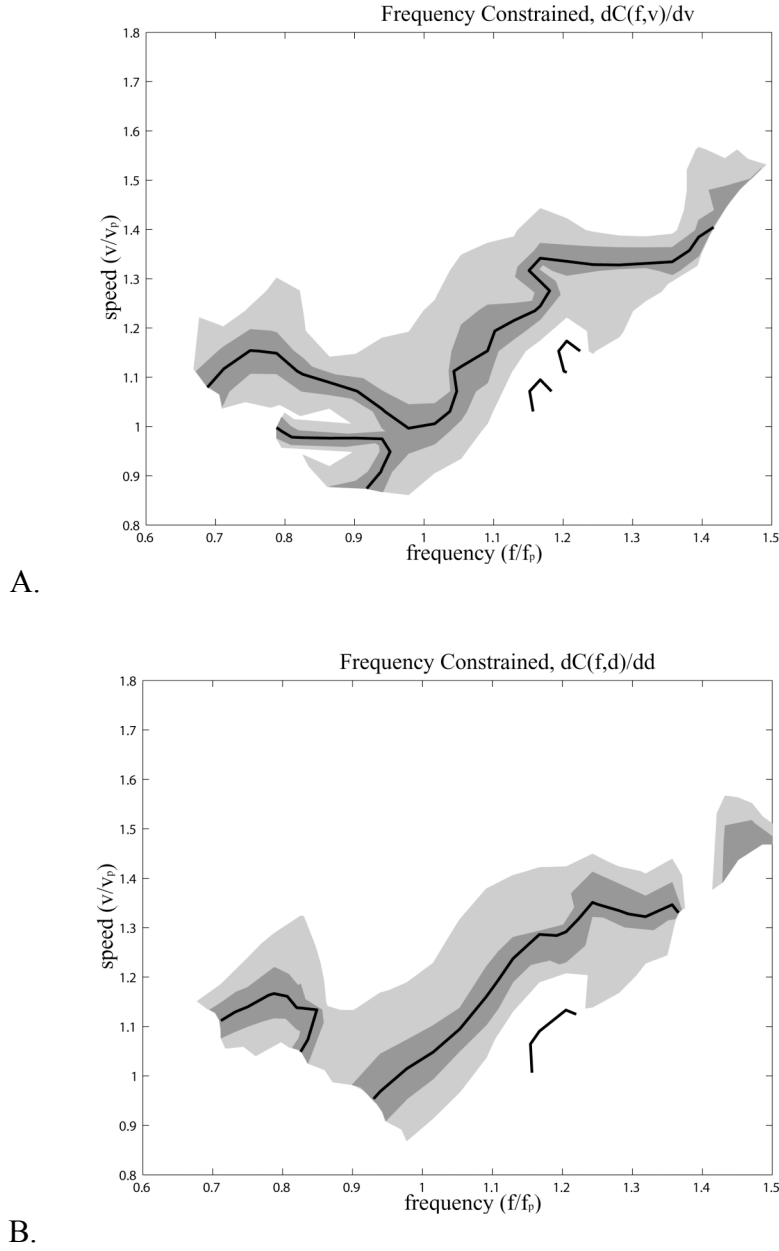 Frequency Constrained, dC(f,v)/dv
1.8
1.7
1.6
1.5
1.4
1.3
1.2
1.1
1
0.9
0.8
speed (v/vₚ)
0.6 0.7 0.8 0.9 1 1.1 1.2 1.3 1.4 1.5
frequency (f/fₚ)
A.
Frequency Constrained, dC(f,d)/dd
1.8
1.7
1.6
1.5
1.4
1.3
1.2
1.1
1
0.9
0.8
speed (v/vₚ)
0.6 0.7 0.8 0.9 1 1.1 1.2 1.3 1.4 1.5
frequency (f/fₚ)
B.